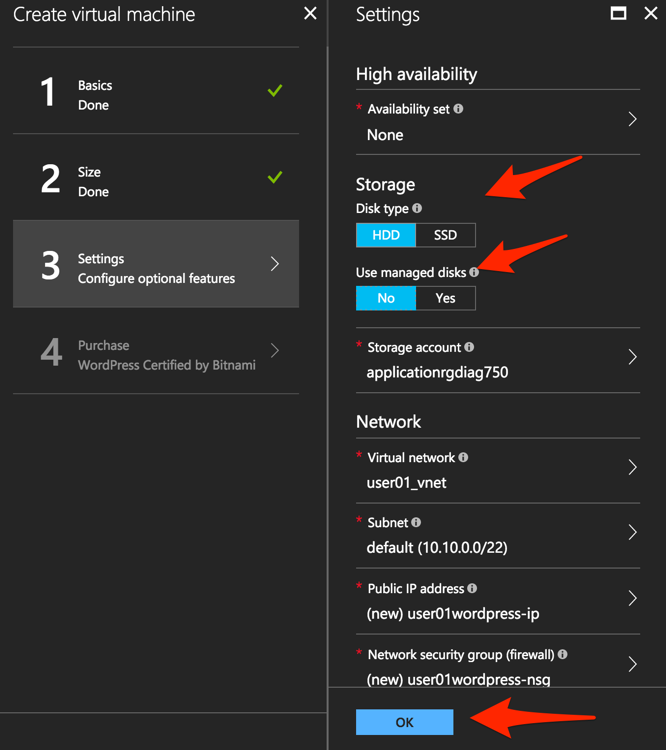 Create virtual machine
1
Basics
Done
2
Size
Done
3
Settings
Configure optional features
4
Purchase
WordPress Certified by Bitnami
Settings
High availability
* Availability set
None
Storage
Disk type
HDD SSD
Use managed disks
No Yes
* Storage account
applicationrgdiag750
Network
* Virtual network
user01_vnet
* Subnet
default (10.10.0.0/22)
* Public IP address
(new) user01wordpress-ip
* Network security group (firewall)
(new) user01wordpress-nsg
OK